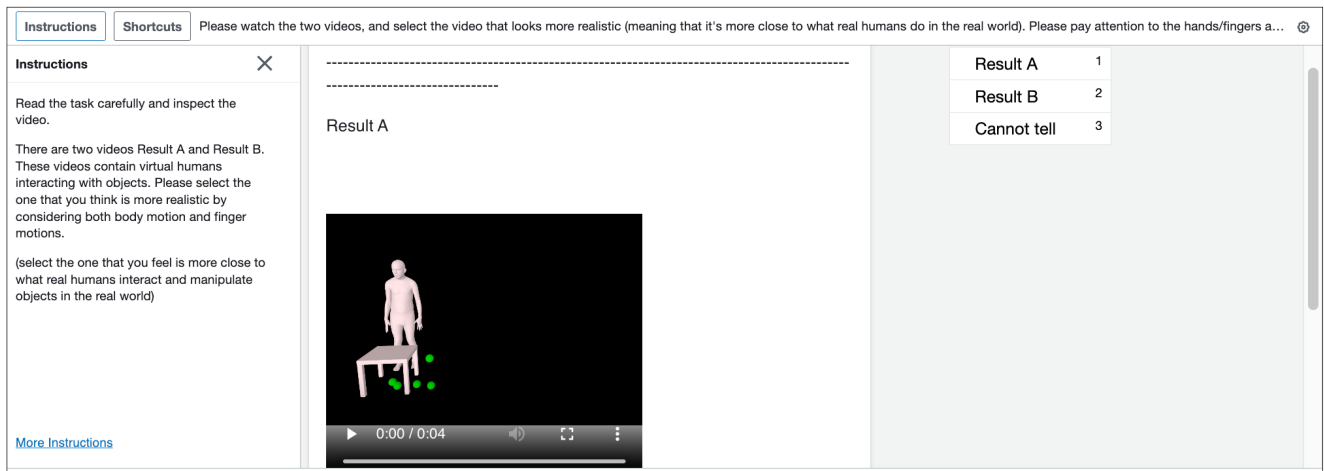 Instructions
Shortcuts
Please watch the two videos, and select the video that looks more realistic (meaning that it's more close to what real humans do in the real world). Please pay attention to the hands/fingers a...
Instructions
Read the task carefully and inspect the
video.
There are two videos Result A and Result B.
These videos contain virtual humans
interacting with objects. Please select the
one that you think is more realistic by
considering both body motion and finger
motions.
(select the one that you feel is more close to
what real humans interact and manipulate
objects in the real world)
More Instructions
-----------------------------------------------------------------------------------------------
-------------------------------
Result A
0:00 / 0:04
Result A 1
Result B 2
Cannot tell 3